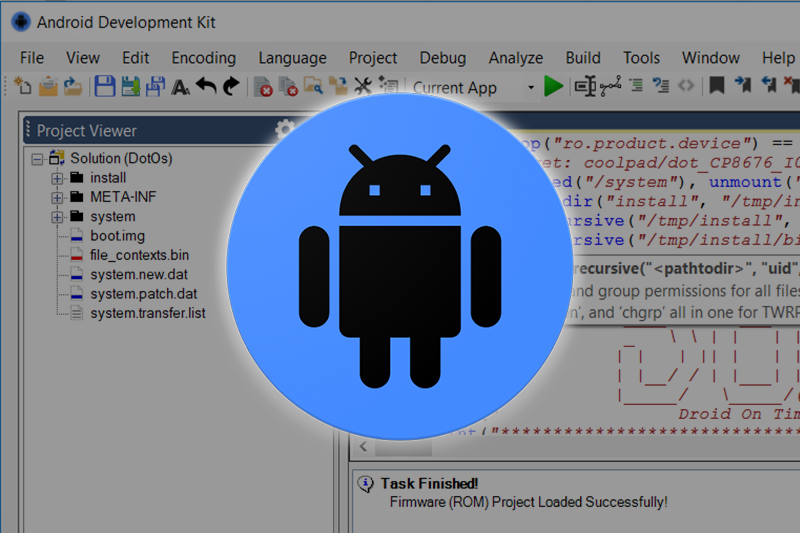 Android Development Kit
File View Edit Encoding Language Project Debug Analyze Build Tools Window Help
Current App
Project Viewer
Solution (DotOs)
install
META-INF
system
boot.img
file_contexts.bin
system.new.dat
system.patch.dat
system.transfer.list
op("ro.product.device") ==
et: coolpad/dot_CP8676_I0
ed("/system"), unmount("
dir("install", "/tmp/in
ursive("/tmp/install",
ursive("/tmp/install/bi
recursive("<pathtodir>", "uid",
nd group permissions for all files
n', and 'chgrp' all in one for TWRP
Droid On Tim
nt("*****************************
Task Finished!
Firmware (ROM) Project Loaded Successfully!